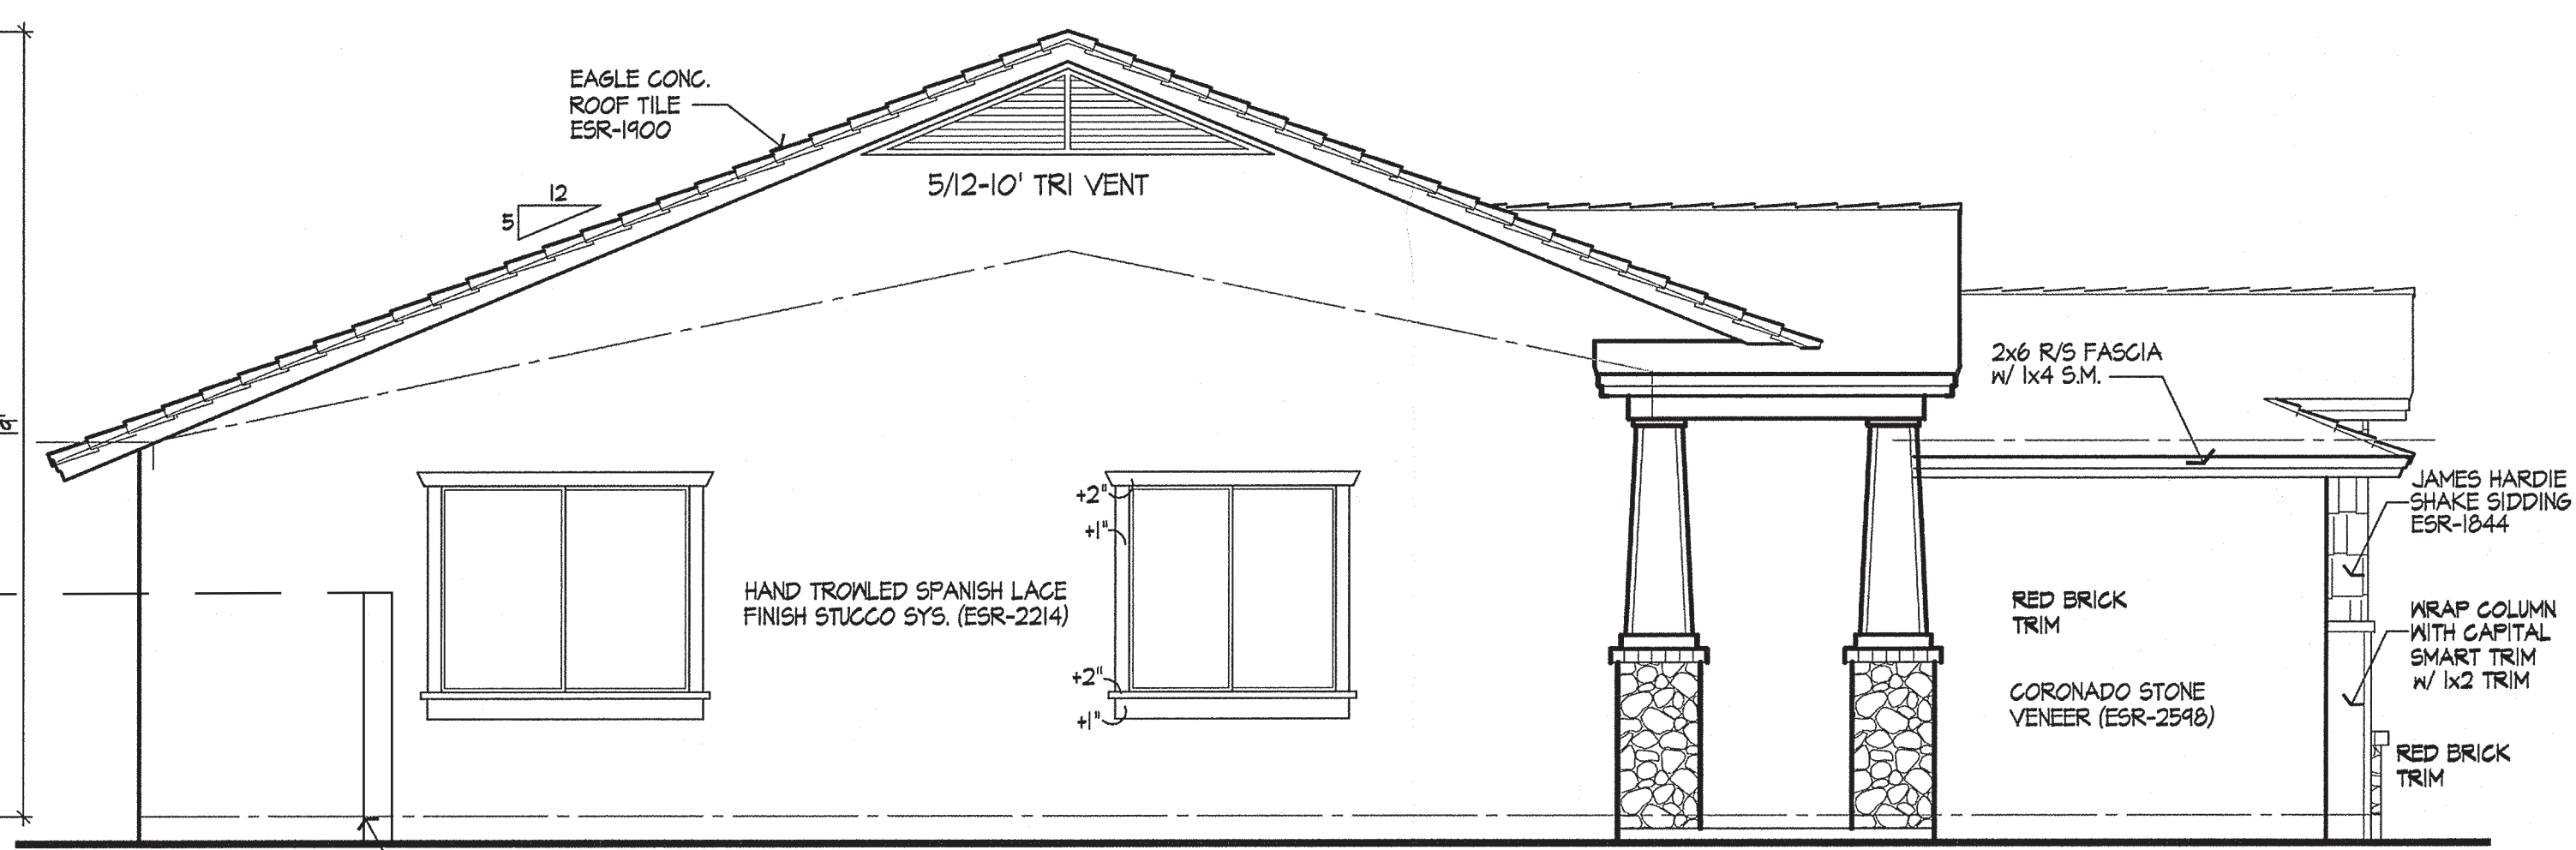 EAGLE CONC.
ROOF TILE
ESR-1900
12
5
5/12-10' TRI VENT
2x6 R/S FASCIA
w/ 1x4 S.M.
19'
+2"
+1"
JAMES HARDIE
SHAKE SIDDING
ESR-1844
HAND TROWLED SPANISH LACE
FINISH STUCCO SYS. (ESR-2214)
RED BRICK
TRIM
WRAP COLUMN
WITH CAPITAL
SMART TRIM
w/ 1x2 TRIM
+2"
+1"
CORONADO STONE
VENEER (ESR-2598)
RED BRICK
TRIM